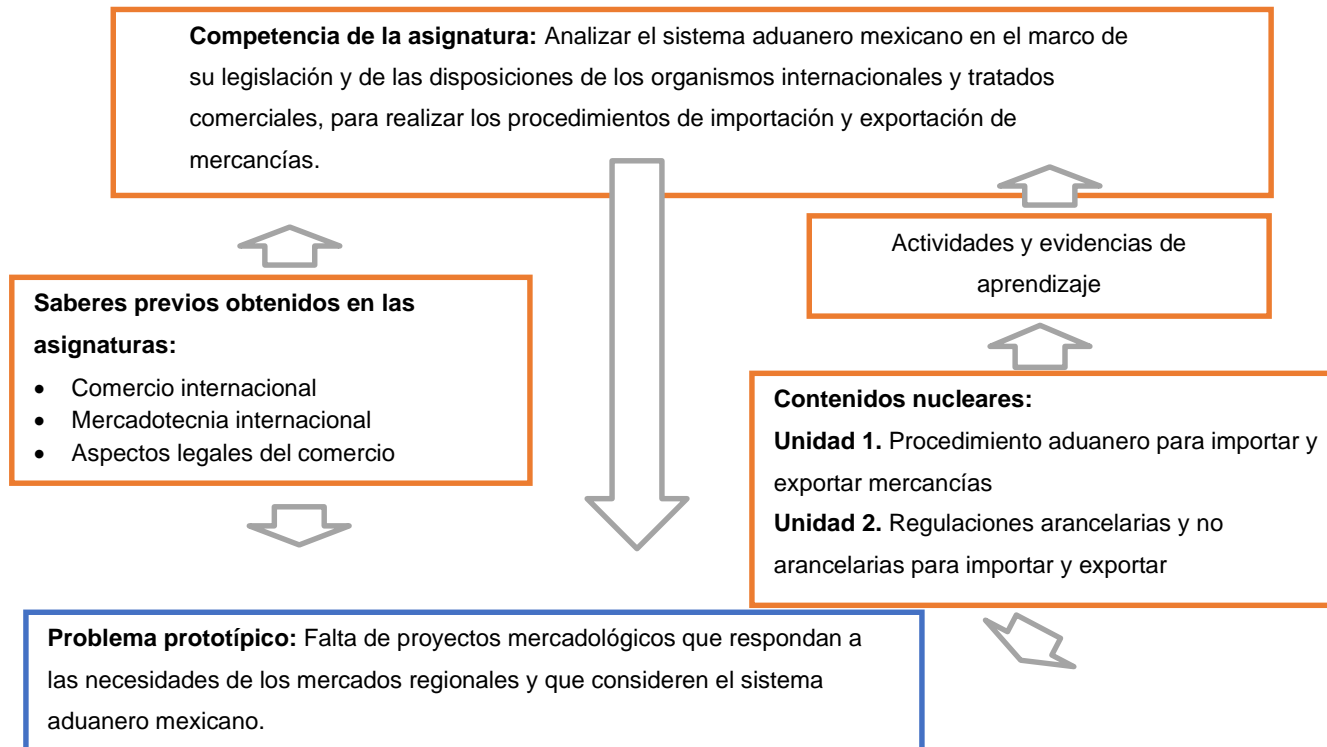 Competencia de la asignatura: Analizar el sistema aduanero mexicano en el marco de
su legislación y de las disposiciones de los organismos internacionales y tratados
comerciales, para realizar los procedimientos de importación y exportación de
mercancías.
Actividades y evidencias de
aprendizaje
Saberes previos obtenidos en las
asignaturas:
• Comercio internacional
• Mercadotecnia internacional
• Aspectos legales del comercio
Contenidos nucleares:
Unidad 1. Procedimiento aduanero para importar y
exportar mercancías
Unidad 2. Regulaciones arancelarias y no
arancelarias para importar y exportar
Problema prototípico: Falta de proyectos mercadológicos que respondan a
las necesidades de los mercados regionales y que consideren el sistema
aduanero mexicano.